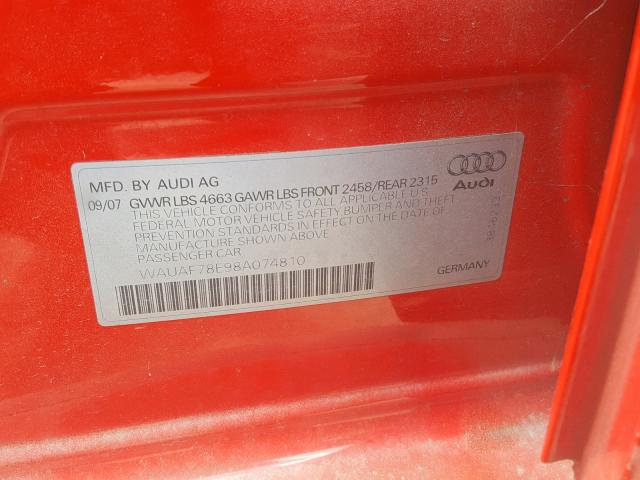 MFD. BY AUDI AG
09/07 GVWR LBS 4663 GAWR LBS FRONT 2458/REAR 2315
THIS VEHICLE CONFORMS TO ALL APPLICABLE U.S.
FEDERAL MOTOR VEHICLE SAFETY BUMPER AND THEFT
PREVENTION STANDARDS IN EFFECT ON THE DATE OF
MANUFACTURE SHOWN ABOVE
PASSENGER CAR
WAUAF78E98A074810
Audi
GERMANY